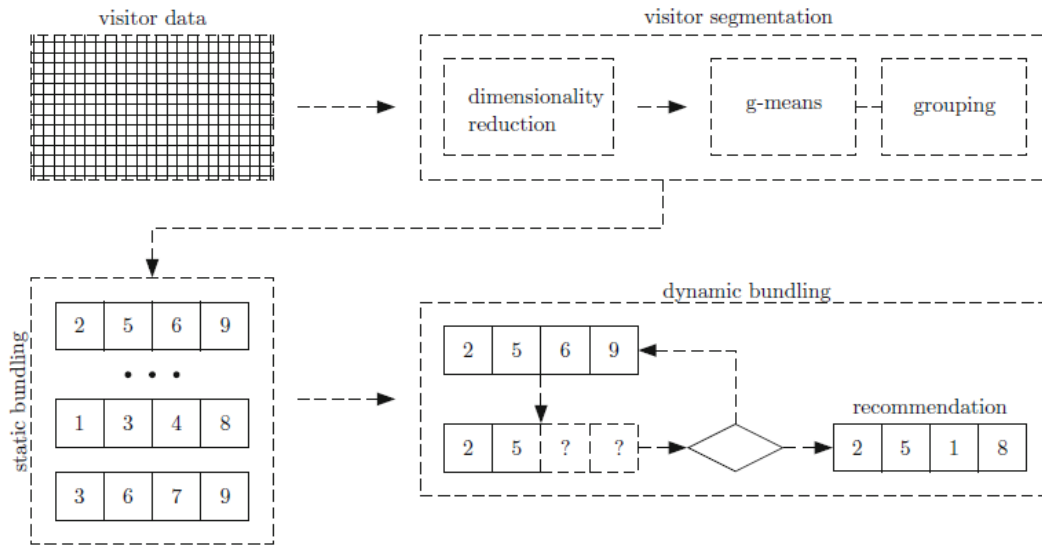 visitor data
visitor segmentation
dimensionality
reduction
g-means
grouping
static bundling
2 5 6 9
• • •
1 3 4 8
3 6 7 9
dynamic bundling
2 5 6 9
2 5 ? ?
recommendation
2 5 1 8